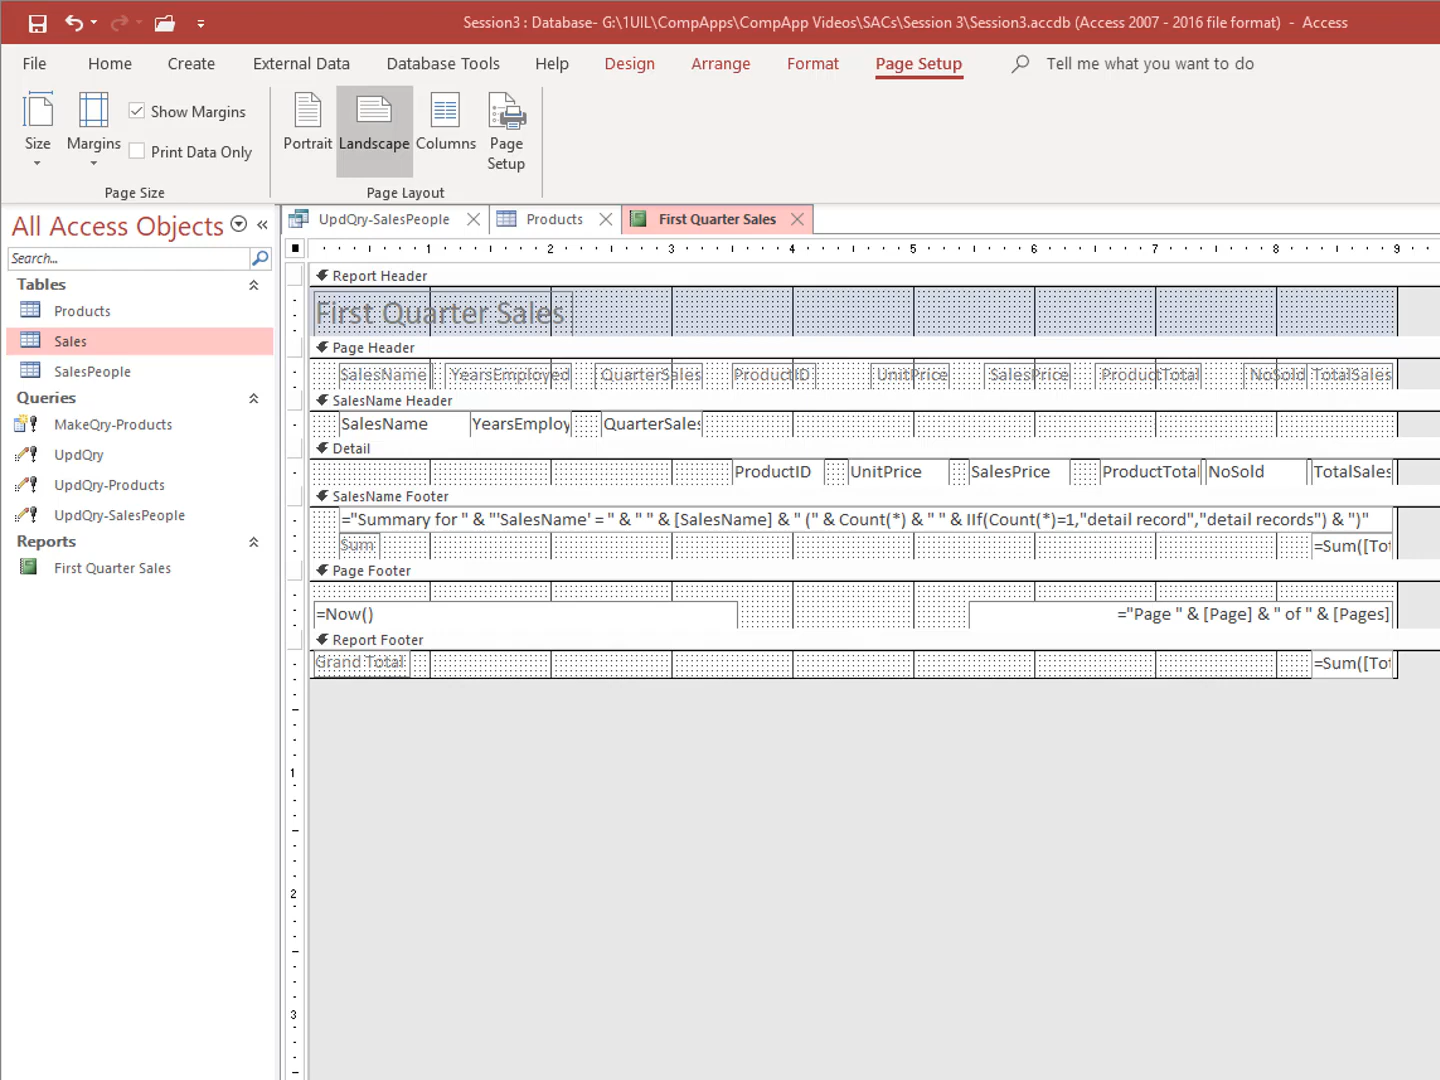 Session3 : Database- G:\1UIL\CompApps\CompApp Videos\SACs\Session 3\Session3.accdb (Access 2007 - 2016 file format) - Access
File Home Create External Data Database Tools Help Design Arrange Format Page Setup Tell me what you want to do
Size Margins Show Margins Print Data Only
Portrait Landscape Columns Page Setup
Page Size Page Layout
All Access Objects
Search...
Tables
Products
Sales
SalesPeople
Queries
MakeQry-Products
UpdQry
UpdQry-Products
UpdQry-SalesPeople
Reports
First Quarter Sales
UpdQry-SalesPeople Products First Quarter Sales
1 2 3 4 5 6 7 8 9
Report Header
First Quarter Sales
Page Header
SalesName YearsEmployed QuarterSales ProductID UnitPrice SalesPrice ProductTotal NoSold TotalSales
SalesName Header
SalesName YearsEmploy QuarterSales
Detail
ProductID UnitPrice SalesPrice ProductTotal NoSold TotalSales
SalesName Footer
="Summary for " & "'SalesName' = " & " " & [SalesName] & " (" & Count(*) & " " & IIf(Count(*)=1,"detail record","detail records") & ")"
Sum =Sum([Tot
Page Footer
=Now() ="Page " & [Page] & " of " & [Pages]
Report Footer
Grand Total =Sum([Tot
1
2
3